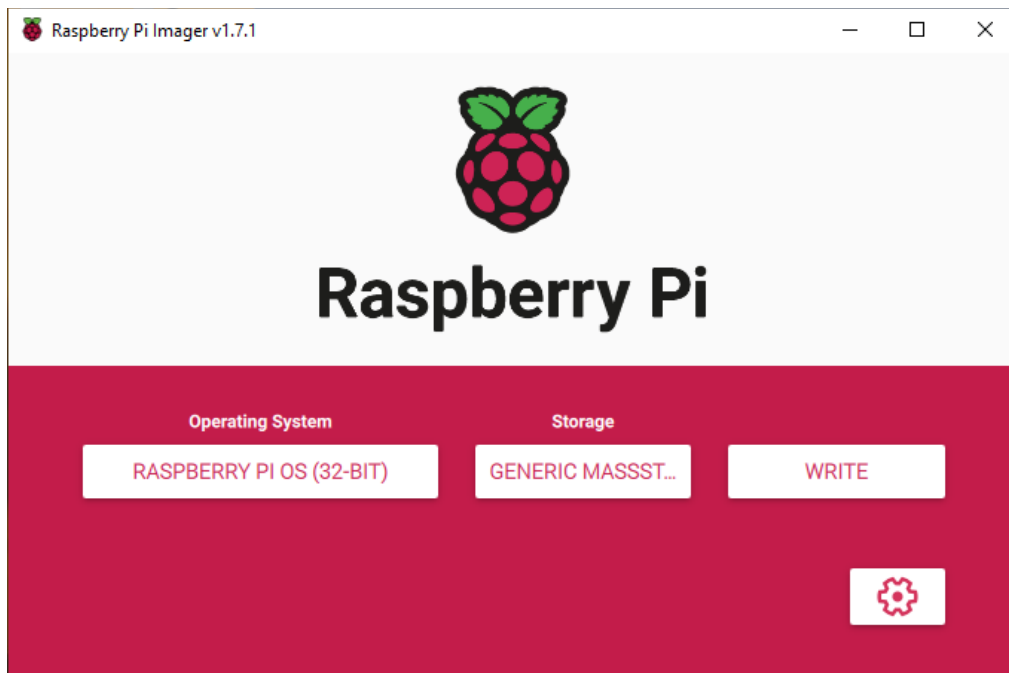 Raspberry Pi Imager v1.7.1
Raspberry Pi
Operating System
Storage
RASPBERRY PI OS (32-BIT)
GENERIC MASSST...
WRITE